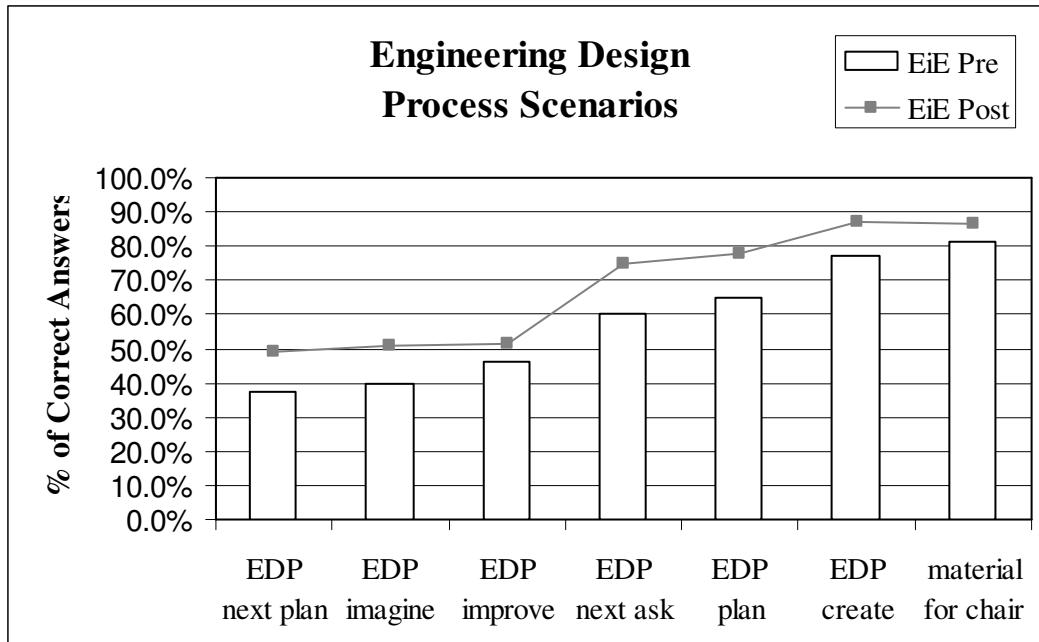 Engineering Design
Process Scenarios
EiE Pre
EiE Post
% of Correct Answers
100.0%
90.0%
80.0%
70.0%
60.0%
50.0%
40.0%
30.0%
20.0%
10.0%
0.0%
EDP
next plan
EDP
imagine
EDP
improve
EDP
next ask
EDP
plan
EDP
create
material
for chair